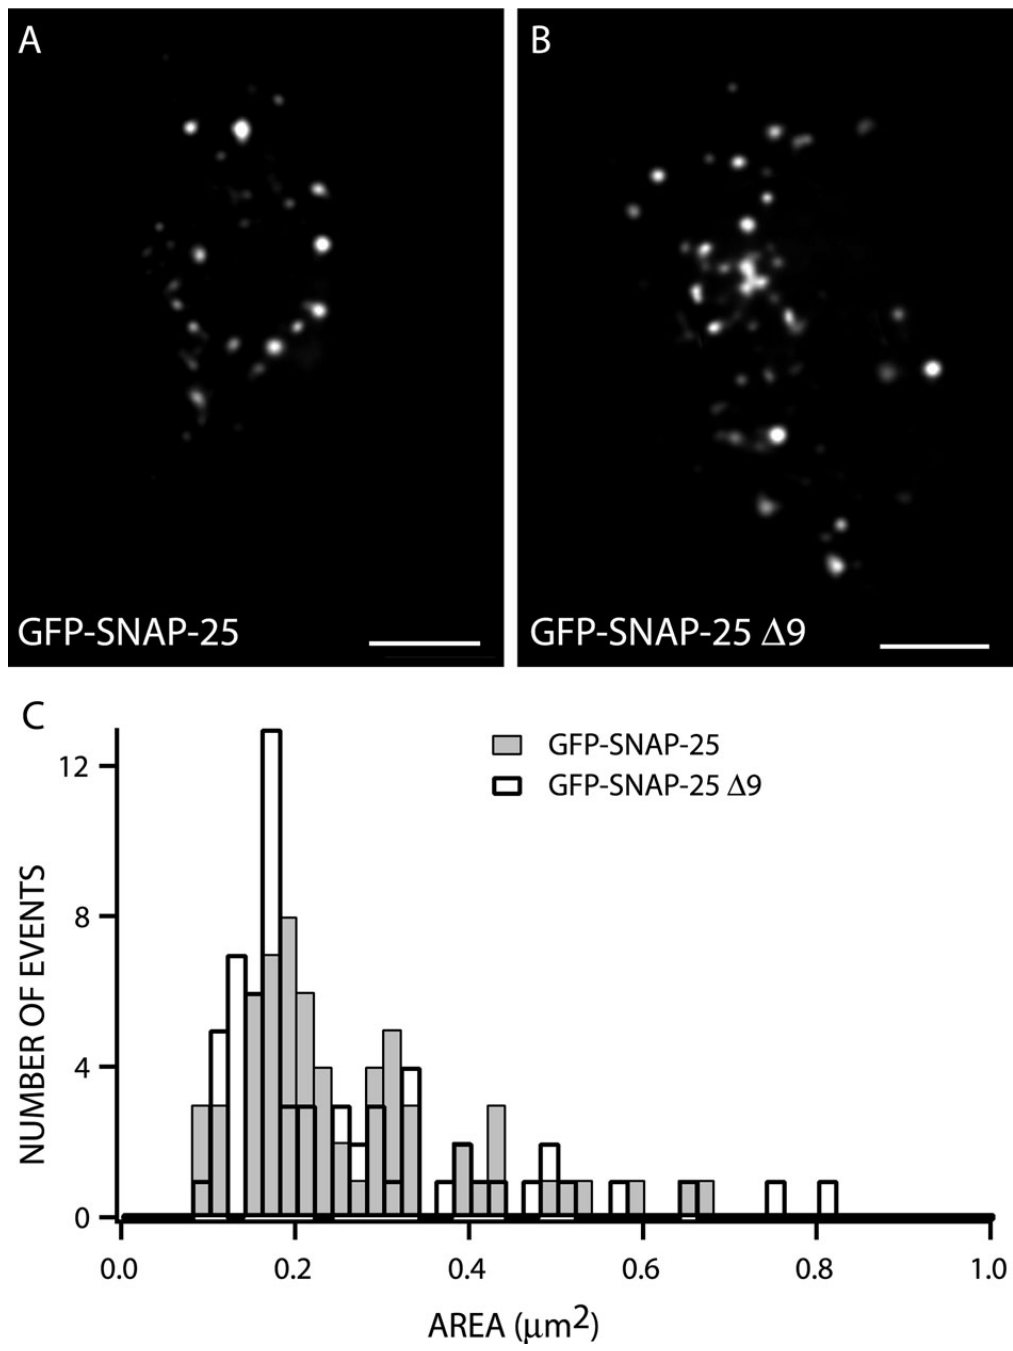 A
B
GFP-SNAP-25
GFP-SNAP-25 Δ9
C
GFP-SNAP-25
GFP-SNAP-25 Δ9
NUMBER OF EVENTS
12
8
4
0
0.0 0.2 0.4 0.6 0.8 1.0
AREA (μm²)